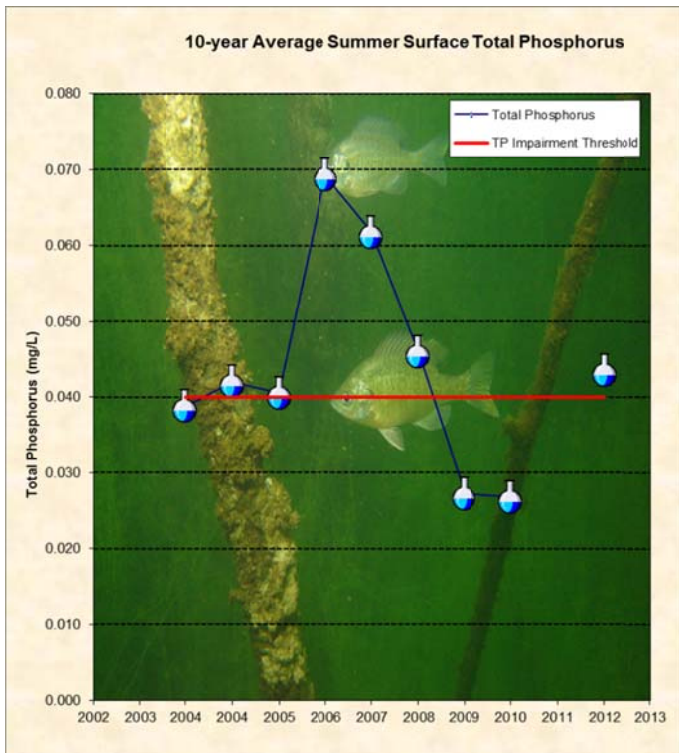 10-year Average Summer Surface Total Phosphorus
Total Phosphorus
TP Impairment Threshold
Total Phosphorus (mg/L)
0.080
0.070
0.060
0.050
0.040
0.030
0.020
0.010
0.000
2002 2003 2004 2004 2005 2006 2007 2008 2009 2010 2012 2013